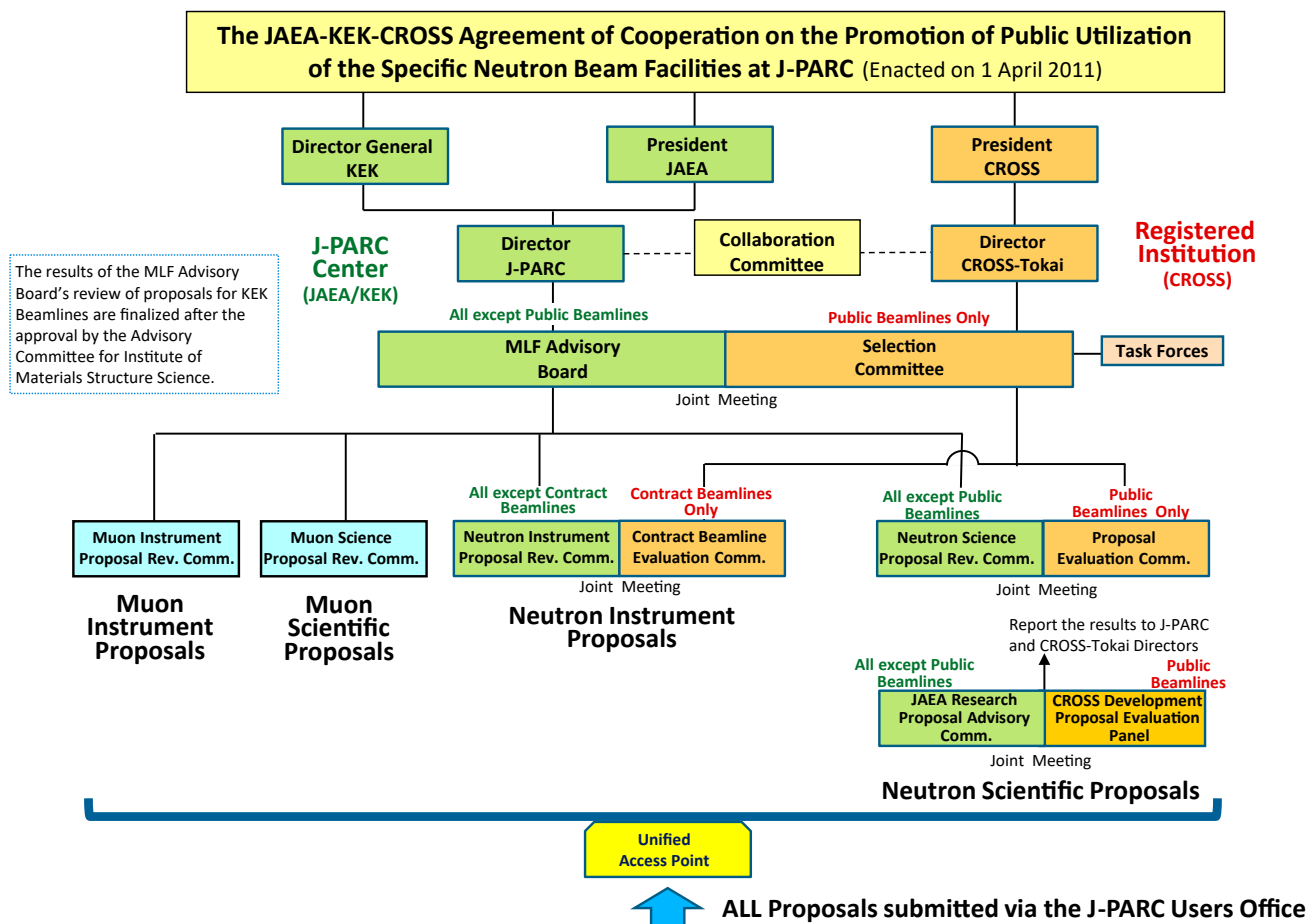 The JAEA-KEK-CROSS Agreement of Cooperation on the Promotion of Public Utilization
of the Specific Neutron Beam Facilities at J-PARC (Enacted on 1 April 2011)
Director General
KEK
President
JAEA
President
CROSS
J-PARC
Center
(JAEA/KEK)
Director
J-PARC
Collaboration
Committee
Director
CROSS-Tokai
Registered
Institution
(CROSS)
The results of the MLF Advisory
Board's review of proposals for KEK
Beamlines are finalized after the
approval by the Advisory
Committee for Institute of
Materials Structure Science.
All except Public Beamlines
Public Beamlines Only
MLF Advisory
Board
Selection
Committee
Task Forces
Joint Meeting
All except Contract
Beamlines
Contract Beamlines
Only
All except Public
Beamlines
Public
Beamlines Only
Muon Instrument
Proposal Rev. Comm.
Muon Science
Proposal Rev. Comm.
Neutron Instrument
Proposal Rev. Comm.
Contract Beamline
Evaluation Comm.
Neutron Science
Proposal Rev. Comm.
Proposal
Evaluation Comm.
Joint Meeting
Joint Meeting
Muon
Instrument
Proposals
Muon
Scientific
Proposals
Neutron Instrument
Proposals
Report the results to J-PARC
and CROSS-Tokai Directors
All except Public
Beamlines
Public
Beamlines
JAEA Research
Proposal Advisory
Comm.
CROSS Development
Proposal Evaluation
Panel
Joint Meeting
Neutron Scientific Proposals
Unified
Access Point
ALL Proposals submitted via the J-PARC Users Office